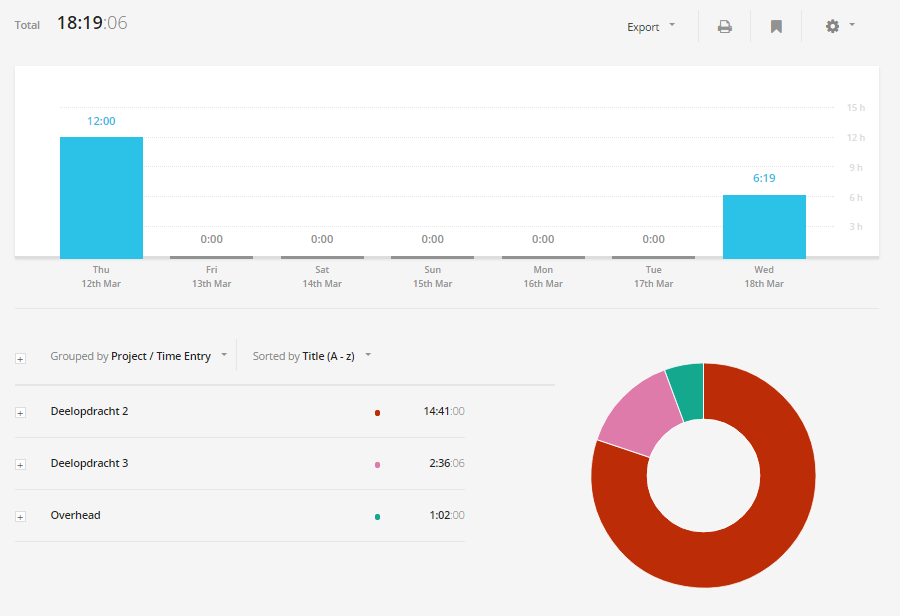 Total 18:19:06
Export
15 h
12:00
12 h
9 h
6:19
6 h
3 h
0:00 0:00 0:00 0:00 0:00
Thu Fri Sat Sun Mon Tue Wed
12th Mar 13th Mar 14th Mar 15th Mar 16th Mar 17th Mar 18th Mar
Grouped by Project / Time Entry Sorted by Title (A - z)
Deelopdracht 2 14:41:00
Deelopdracht 3 2:36:06
Overhead 1:02:00